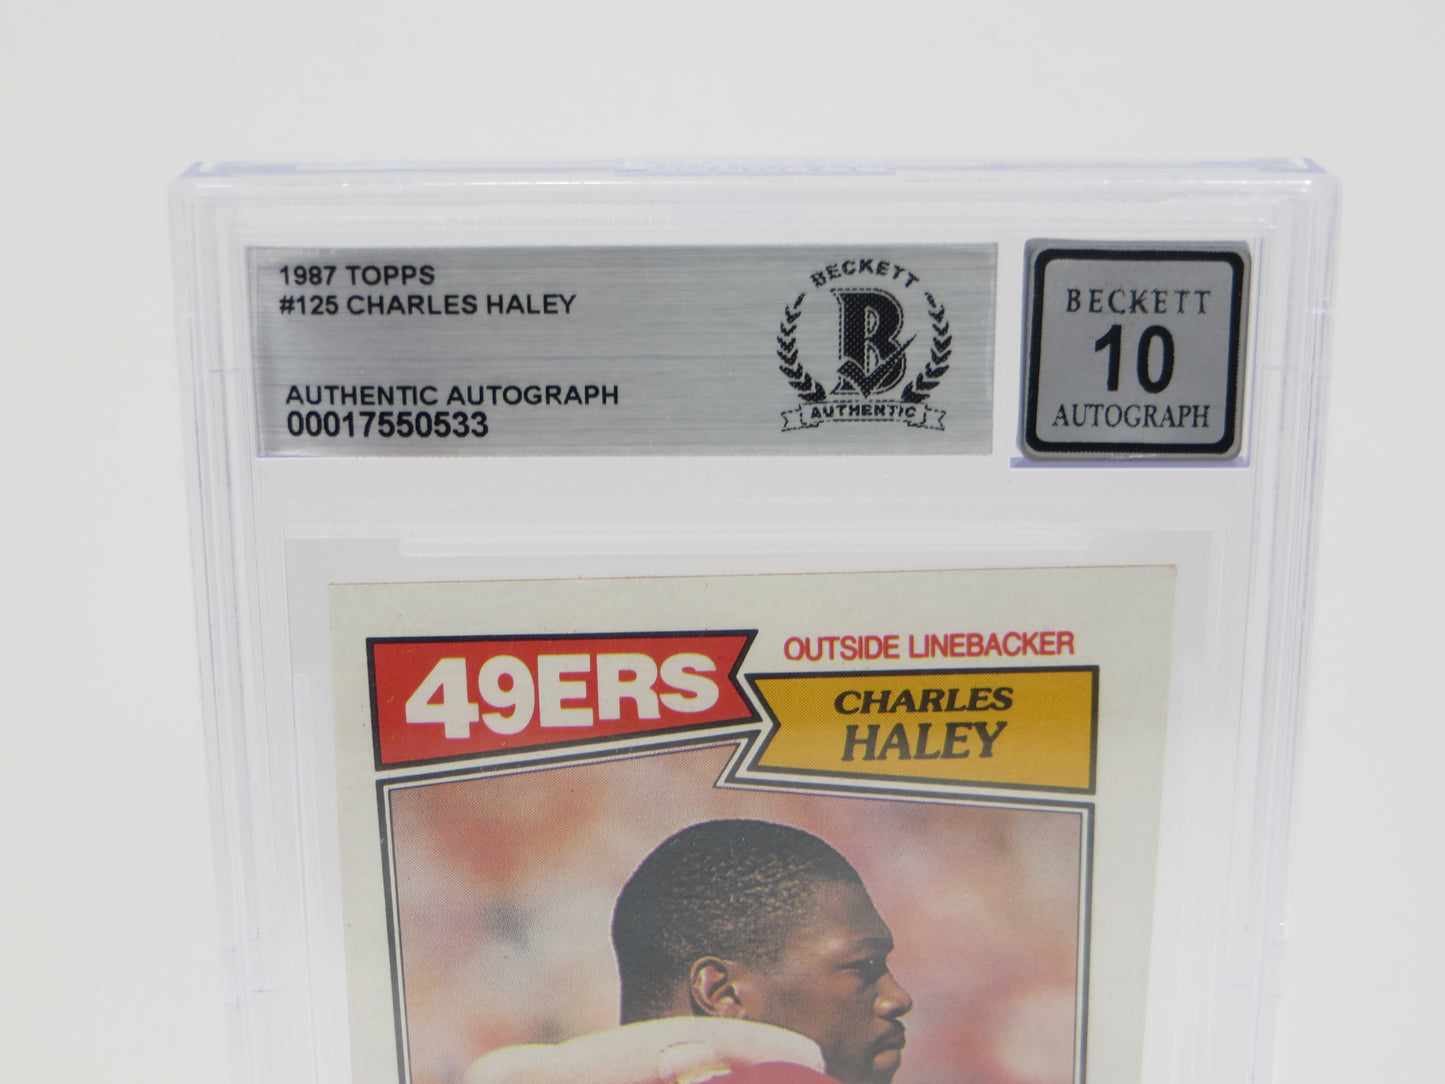 1987 TOPPS
#125 CHARLES HALEY
AUTHENTIC AUTOGRAPH
00017550533
BECKETT
B
AUTHENTIC
BECKETT
10
AUTOGRAPH
49ERS
OUTSIDE LINEBACKER
CHARLES
HALEY